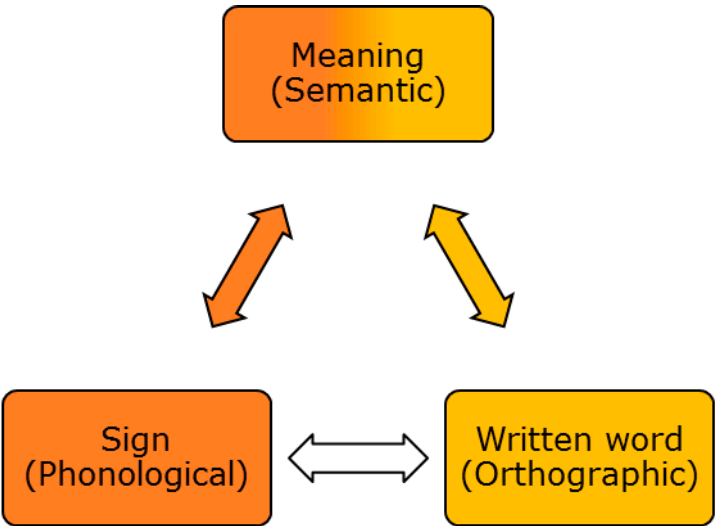 Meaning
(Semantic)
Sign
(Phonological)
Written word
(Orthographic)